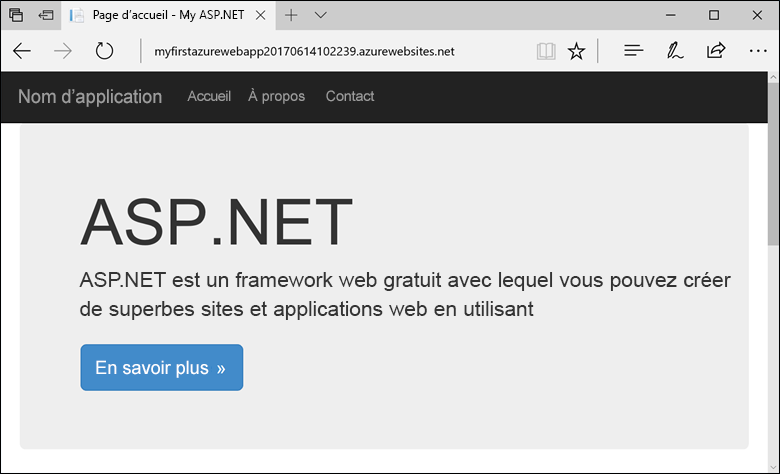 Page d'accueil - My ASP.NET
myfirstazurewebapp20170614102239.azurewebsites.net
Nom d'application Accueil À propos Contact
ASP.NET
ASP.NET est un framework web gratuit avec lequel vous pouvez créer
de superbes sites et applications web en utilisant
En savoir plus »